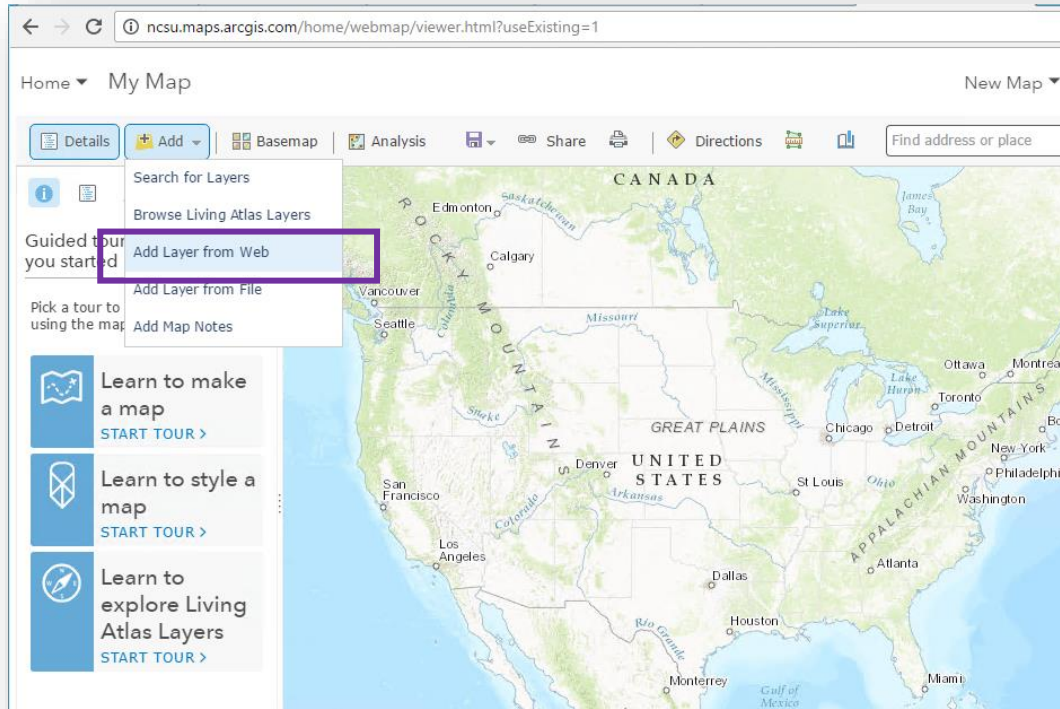 ncsu.maps.arcgis.com/home/webmap/viewer.html?useExisting=1
Home My Map New Map
Details Add Basemap Analysis Share Directions Find address or place
Search for Layers
Browse Living Atlas Layers
Add Layer from Web
Add Layer from File
Add Map Notes
Guided tour
you started
Pick a tour to
using the map
Learn to make
a map
START TOUR >
Learn to style a
map
START TOUR >
Learn to
explore Living
Atlas Layers
START TOUR >
CANADA
Edmonton
Saskatchewan
James
Bay
ROCKY MOUNTAINS
Calgary
Vancouver
Columbia
Seattle
Missouri
Lake
Superior
Ottawa
Lake
Huron
Toronto
Mississippi
Snake
GREAT PLAINS
Chicago
Detroit
New York
APPALACHIAN MOUNTAINS
Denver
UNITED
STATES
St Louis
Ohio
Washington
San
Francisco
Colorado
Arkansas
Los
Angeles
Atlanta
Dallas
Houston
Rio
Grande
Monterrey
Gulf of
Mexico
Miami